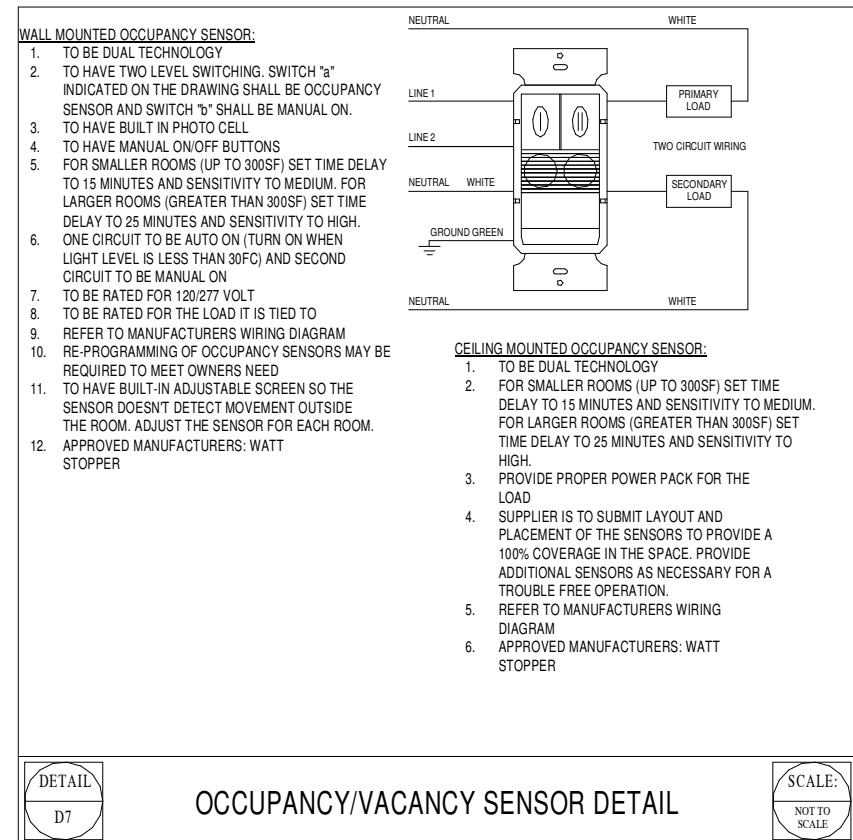 WALL MOUNTED OCCUPANCY SENSOR:
1. TO BE DUAL TECHNOLOGY
2. TO HAVE TWO LEVEL SWITCHING. SWITCH "a"
INDICATED ON THE DRAWING SHALL BE OCCUPANCY
SENSOR AND SWITCH "b" SHALL BE MANUAL ON.
3. TO HAVE BUILT IN PHOTO CELL
4. TO HAVE MANUAL ON/OFF BUTTONS
5. FOR SMALLER ROOMS (UP TO 300SF) SET TIME DELAY
TO 15 MINUTES AND SENSITIVITY TO MEDIUM. FOR
LARGER ROOMS (GREATER THAN 300SF) SET TIME
DELAY TO 25 MINUTES AND SENSITIVITY TO HIGH.
6. ONE CIRCUIT TO BE AUTO ON (TURN ON WHEN
LIGHT LEVEL IS LESS THAN 30FC) AND SECOND
CIRCUIT TO BE MANUAL ON
7. TO BE RATED FOR 120/277 VOLT
8. TO BE RATED FOR THE LOAD IT IS TIED TO
9. REFER TO MANUFACTURERS WIRING DIAGRAM
10. RE-PROGRAMMING OF OCCUPANCY SENSORS MAY BE
REQUIRED TO MEET OWNERS NEED
11. TO HAVE BUILT-IN ADJUSTABLE SCREEN SO THE
SENSOR DOESN'T DETECT MOVEMENT OUTSIDE
THE ROOM. ADJUST THE SENSOR FOR EACH ROOM.
12. APPROVED MANUFACTURERS: WATT
STOPPER
NEUTRAL WHITE
LINE 1
PRIMARY
LOAD
LINE 2
TWO CIRCUIT WIRING
NEUTRAL WHITE
SECONDARY
LOAD
GROUND GREEN
NEUTRAL WHITE
CEILING MOUNTED OCCUPANCY SENSOR:
1. TO BE DUAL TECHNOLOGY
2. FOR SMALLER ROOMS (UP TO 300SF) SET TIME
DELAY TO 15 MINUTES AND SENSITIVITY TO MEDIUM.
FOR LARGER ROOMS (GREATER THAN 300SF) SET
TIME DELAY TO 25 MINUTES AND SENSITIVITY TO
HIGH.
3. PROVIDE PROPER POWER PACK FOR THE
LOAD
4. SUPPLIER IS TO SUBMIT LAYOUT AND
PLACEMENT OF THE SENSORS TO PROVIDE A
100% COVERAGE IN THE SPACE. PROVIDE
ADDITIONAL SENSORS AS NECESSARY FOR A
TROUBLE FREE OPERATION.
5. REFER TO MANUFACTURERS WIRING
DIAGRAM
6. APPROVED MANUFACTURERS: WATT
STOPPER
DETAIL
D7
OCCUPANCY/VACANCY SENSOR DETAIL
SCALE:
NOT TO
SCALE